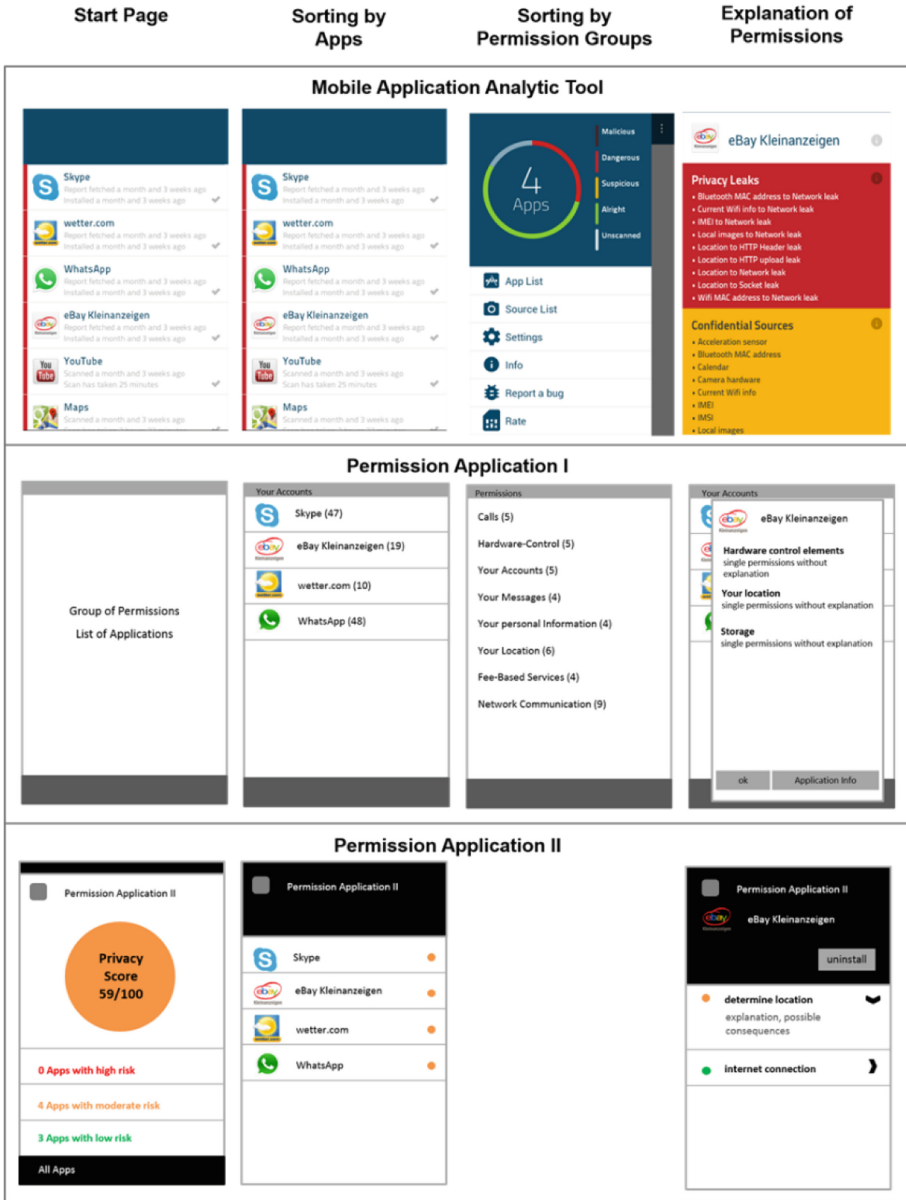 Start Page
Sorting by
Apps
Sorting by
Permission Groups
Explanation of
Permissions
Mobile Application Analytic Tool
Skype
Report fetched a month and 3 weeks ago
Installed a month and 3 weeks ago
wetter.com
Report fetched a month and 3 weeks ago
Installed a month and 3 weeks ago
WhatsApp
Report fetched a month and 3 weeks ago
Installed a month and 3 weeks ago
eBay Kleinanzeigen
Report fetched a month and 3 weeks ago
Installed a month and 3 weeks ago
YouTube
Scanned a month and 3 weeks ago
Scan has taken 25 minutes
Maps
Scanned a month and 3 weeks ago
Skype
Report fetched a month and 3 weeks ago
Installed a month and 3 weeks ago
wetter.com
Report fetched a month and 3 weeks ago
Installed a month and 3 weeks ago
WhatsApp
Report fetched a month and 3 weeks ago
Installed a month and 3 weeks ago
eBay Kleinanzeigen
Report fetched a month and 3 weeks ago
Installed a month and 3 weeks ago
YouTube
Scanned a month and 3 weeks ago
Scan has taken 25 minutes
Maps
Scanned a month and 3 weeks ago
4
Apps
Malicious
Dangerous
Suspicious
Alright
Unscanned
App List
Source List
Settings
Info
Report a bug
Rate
eBay Kleinanzeigen
Privacy Leaks
• Bluetooth MAC address to Network leak
• Current Wifi info to Network leak
• IMEI to Network leak
• Local images to Network leak
• Location to HTTP Header leak
• Location to HTTP upload leak
• Location to Network leak
• Location to Socket leak
• Wifi MAC address to Network leak
Confidential Sources
• Acceleration sensor
• Bluetooth MAC address
• Calendar
• Camera hardware
• Current Wifi info
• IMEI
• IMSI
• Local images
Permission Application I
Group of Permissions
List of Applications
Your Accounts
Skype (47)
eBay Kleinanzeigen (19)
wetter.com (10)
WhatsApp (48)
Permissions
Calls (5)
Hardware-Control (5)
Your Accounts (5)
Your Messages (4)
Your personal Information (4)
Your Location (6)
Fee-Based Services (4)
Network Communication (9)
Your Accounts
eBay Kleinanzeigen
Hardware control elements
single permissions without
explanation
Your location
single permissions without explanation
Storage
single permissions without explanation
ok
Application Info
Permission Application II
Permission Application II
Privacy
Score
59/100
0 Apps with high risk
4 Apps with moderate risk
3 Apps with low risk
All Apps
Permission Application II
Skype
eBay Kleinanzeigen
wetter.com
WhatsApp
Permission Application II
eBay Kleinanzeigen
uninstall
determine location
explanation, possible
consequences
internet connection